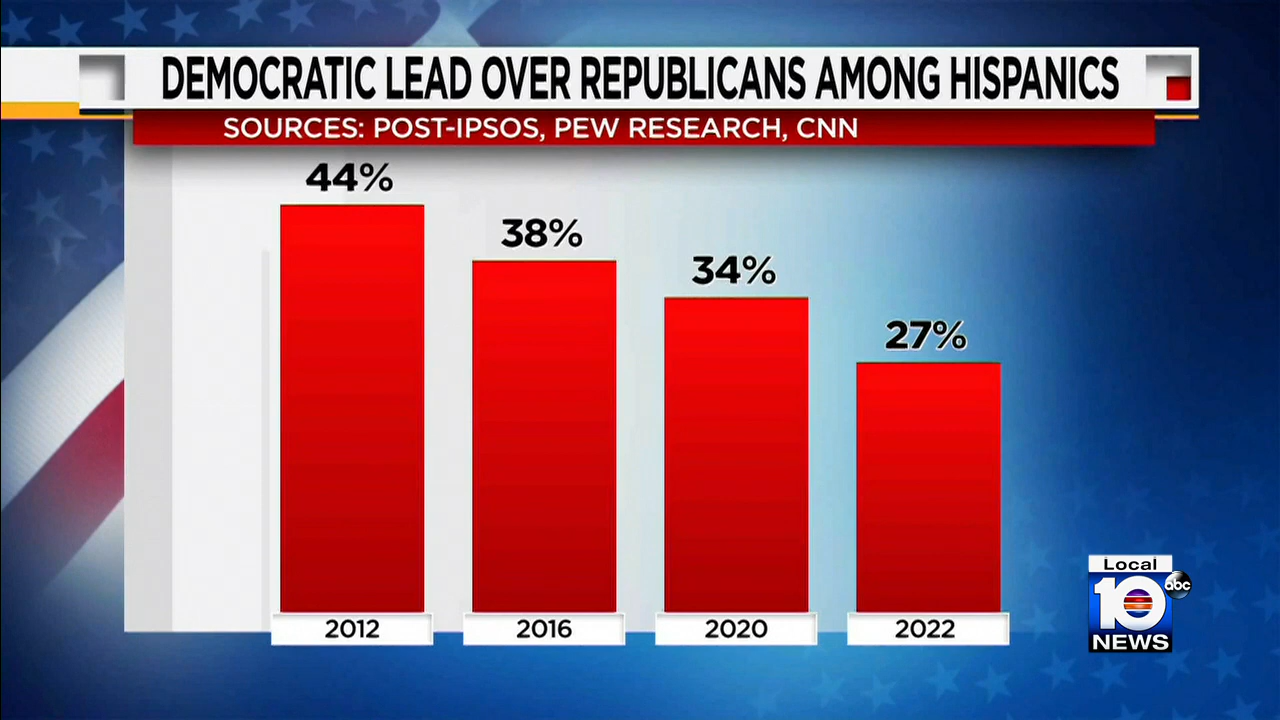 DEMOCRATIC LEAD OVER REPUBLICANS AMONG HISPANICS
SOURCES: POST-IPSOS, PEW RESEARCH, CNN
44%
38%
34%
27%
2012
2016
2020
2022
Local
10
abc
NEWS